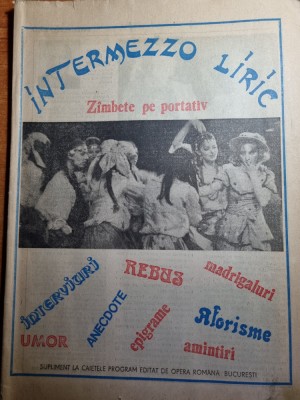 INTERMEZZO LIRIC
Zîmbete pe portativ
INTERVIURI
REBUS
madrigaluri
UMOR
ANECDOTE
epigrame
Aforisme
amintiri
SUPLIMENT LA CAIETELE PROGRAM EDITAT DE OPERA ROMÂNĂ BUCUREȘTI